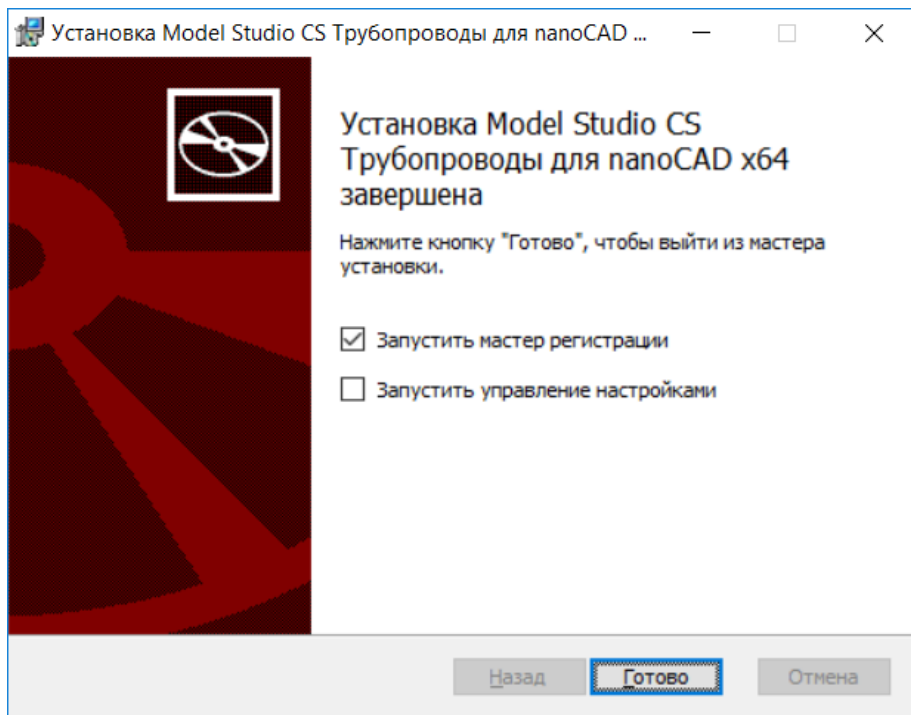 Установка Model Studio CS Трубопроводы для nanoCAD ...
Установка Model Studio CS
Трубопроводы для nanoCAD x64
завершена
Нажмите кнопку "Готово", чтобы выйти из мастера
установки.
Запустить мастер регистрации
Запустить управление настройками
Назад
Готово
Отмена